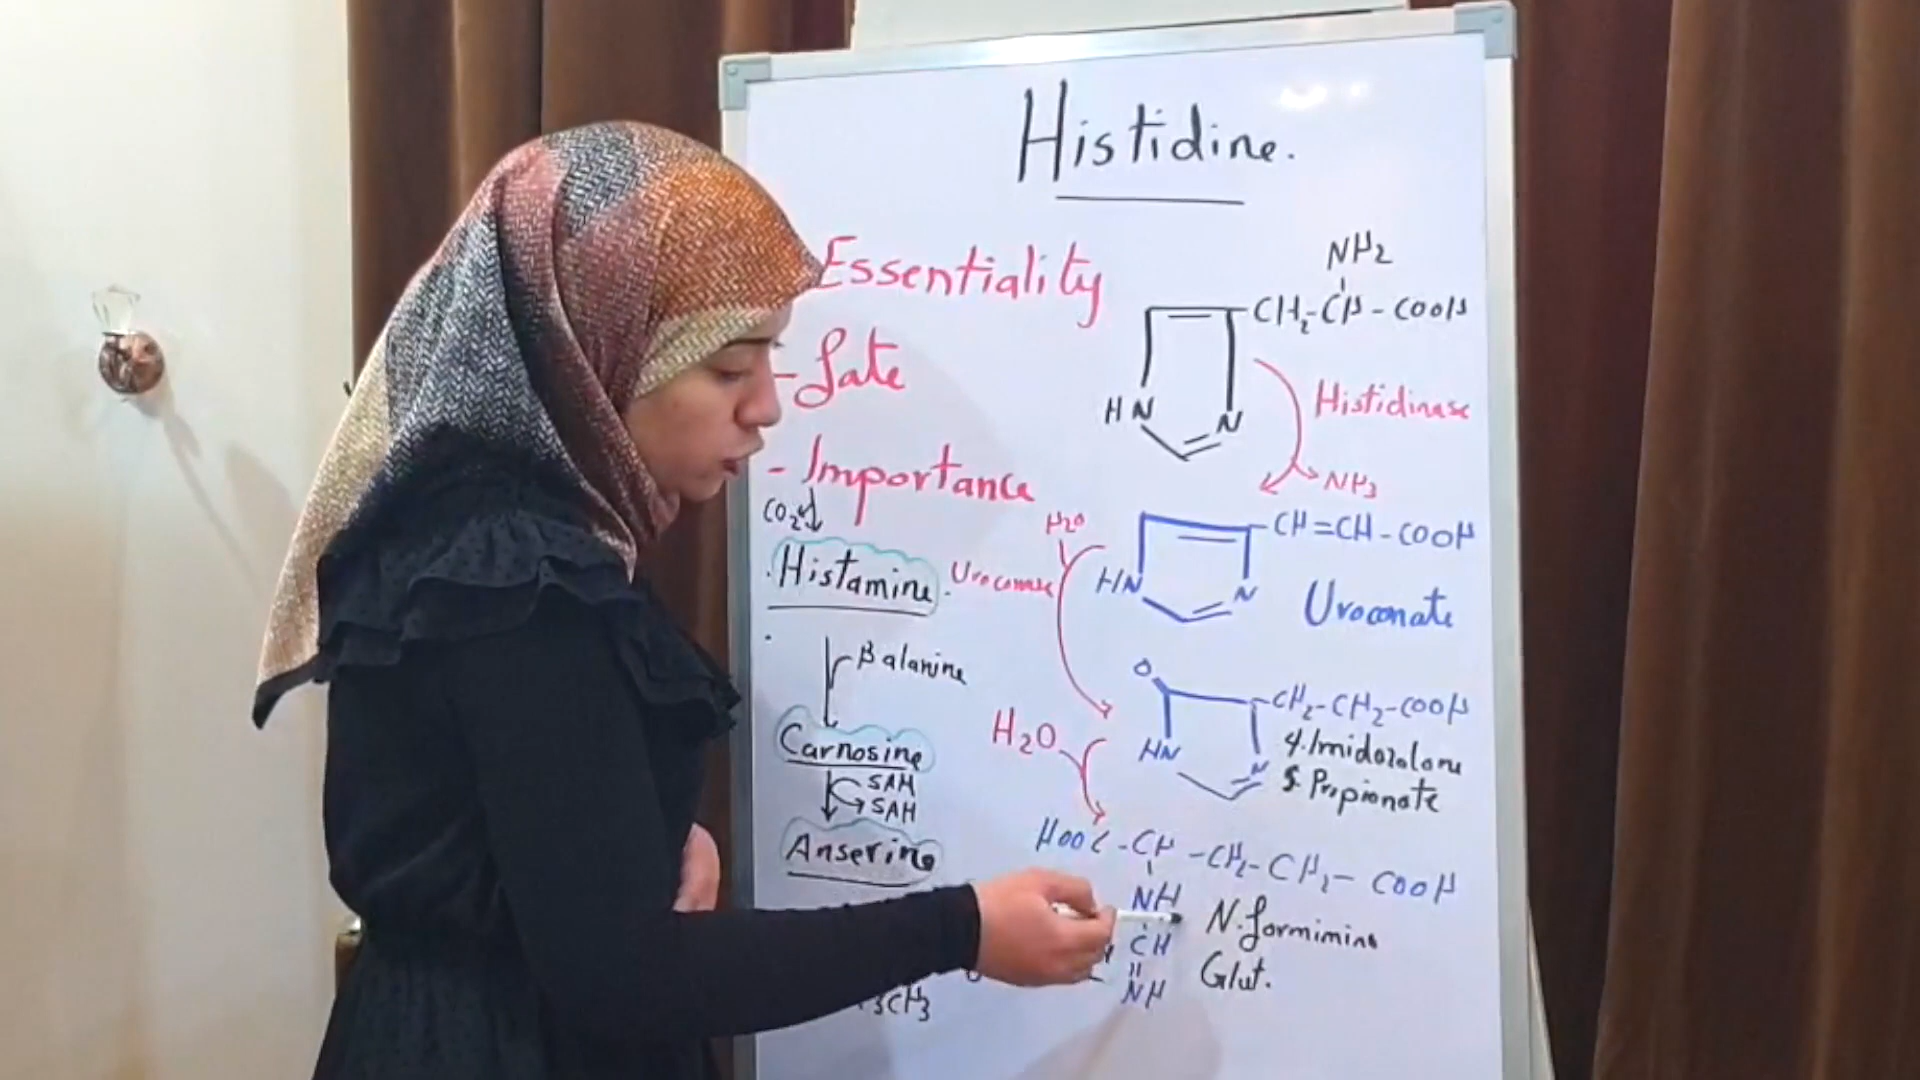 Histidine.
Essentiality
- fate
- Importance
CO2
Histamine.
β alanine
Carnosine
SAM
SAH
Anserine
3CH3
NH2
CH2-CH-COOH
HN
N
Histidinase
NH3
H2O
CH=CH-COOH
HN
N
Uroconate
O
CH2-CH2-COOH
HN
N
4.Imidazolone
5 Propionate
H2O
HOOC-CH-CH2-CH2-COOH
NH
CH
NH
N.formimino
Glut.